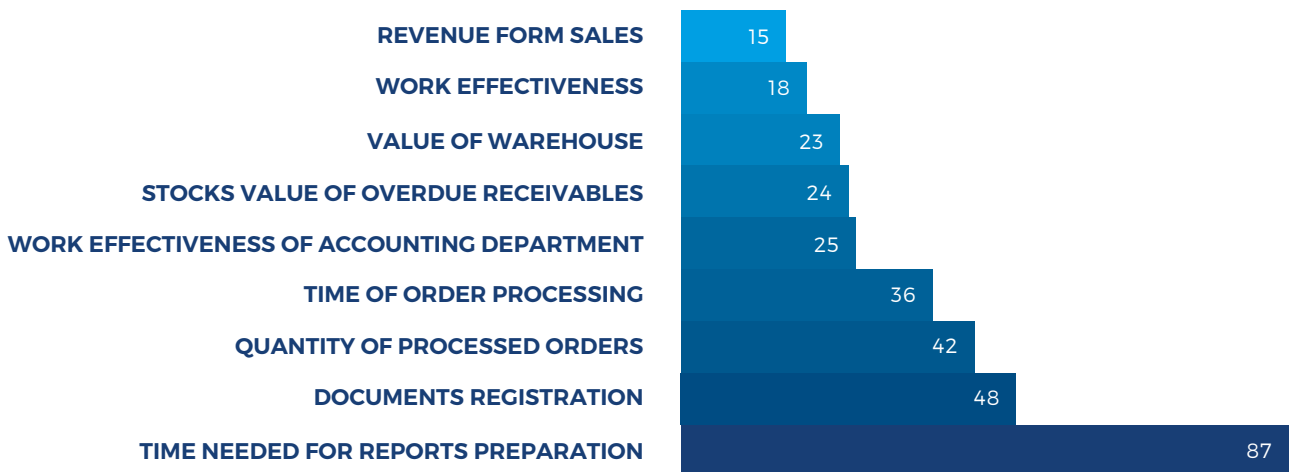 REVENUE FORM SALES 15
WORK EFFECTIVENESS 18
VALUE OF WAREHOUSE 23
STOCKS VALUE OF OVERDUE RECEIVABLES 24
WORK EFFECTIVENESS OF ACCOUNTING DEPARTMENT 25
TIME OF ORDER PROCESSING 36
QUANTITY OF PROCESSED ORDERS 42
DOCUMENTS REGISTRATION 48
TIME NEEDED FOR REPORTS PREPARATION 87